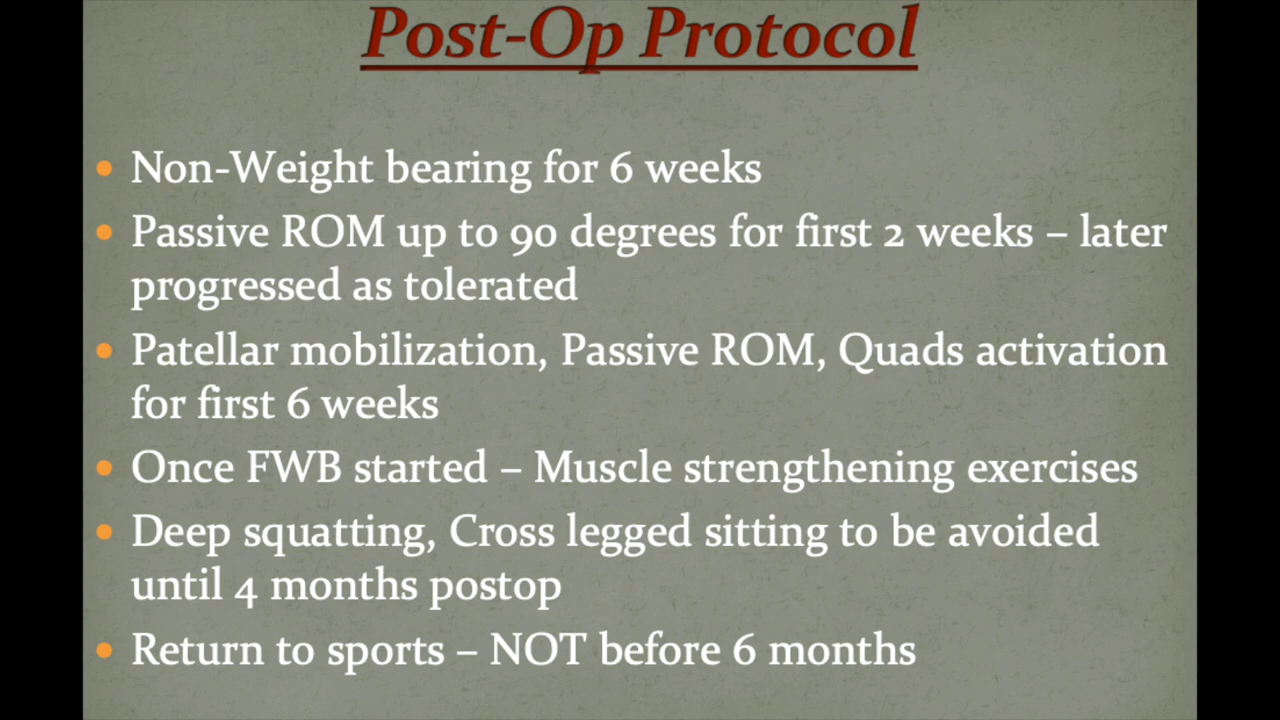 Post-Op Protocol
• Non-Weight bearing for 6 weeks
• Passive ROM up to 90 degrees for first 2 weeks – later
progressed as tolerated
• Patellar mobilization, Passive ROM, Quads activation
for first 6 weeks
• Once FWB started – Muscle strengthening exercises
• Deep squatting, Cross legged sitting to be avoided
until 4 months postop
• Return to sports – NOT before 6 months